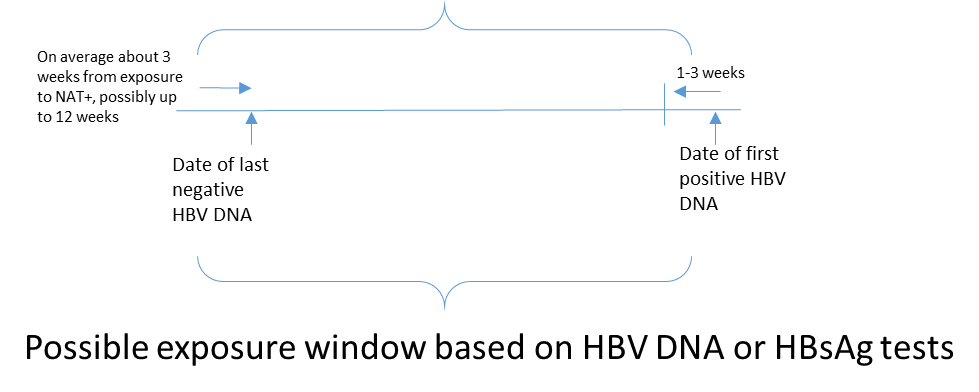 On average about 3
weeks from exposure
to NAT+, possibly up
to 12 weeks
1-3 weeks
Date of last
negative
HBV DNA
Date of first
positive HBV
DNA
Possible exposure window based on HBV DNA or HBsAg tests